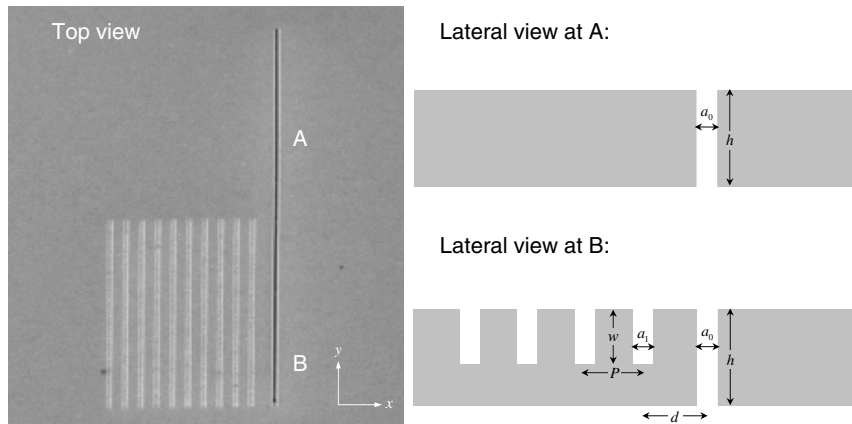 Top view
A
B
y
x
Lateral view at A:
a₀
h
Lateral view at B:
w
a₁
a₀
h
P
d